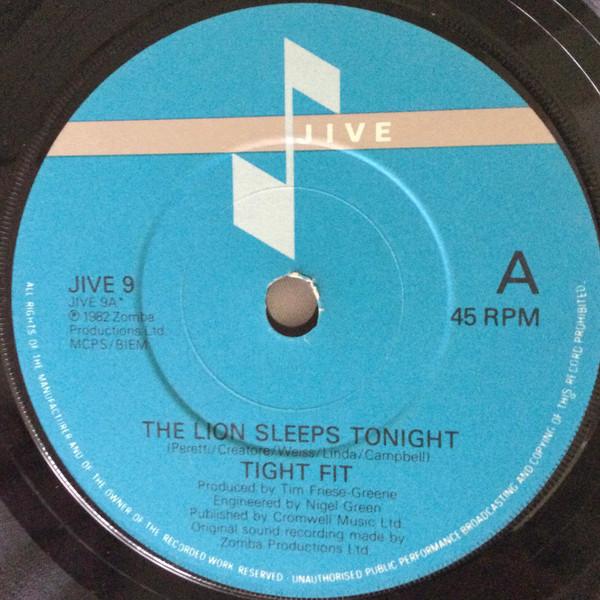 JIVE
A
45 RPM
JIVE 9
JIVE 9A*
℗ 1982 Zomba
Productions Ltd.
MCPS/BIEM
THE LION SLEEPS TONIGHT
(Peretti/Creatore/Weiss/Linda/Campbell)
TIGHT FIT
Produced by Tim Friese-Greene
Engineered by Nigel Green
Published by Cromwell Music Ltd.
Original sound recording made by
Zomba Productions Ltd.
ALL RIGHTS OF THE MANUFACTURER AND OF THE OWNER OF THE RECORDED WORK RESERVED · UNAUTHORISED PUBLIC PERFORMANCE BROADCASTING AND COPYING OF THIS RECORD PROHIBITED.